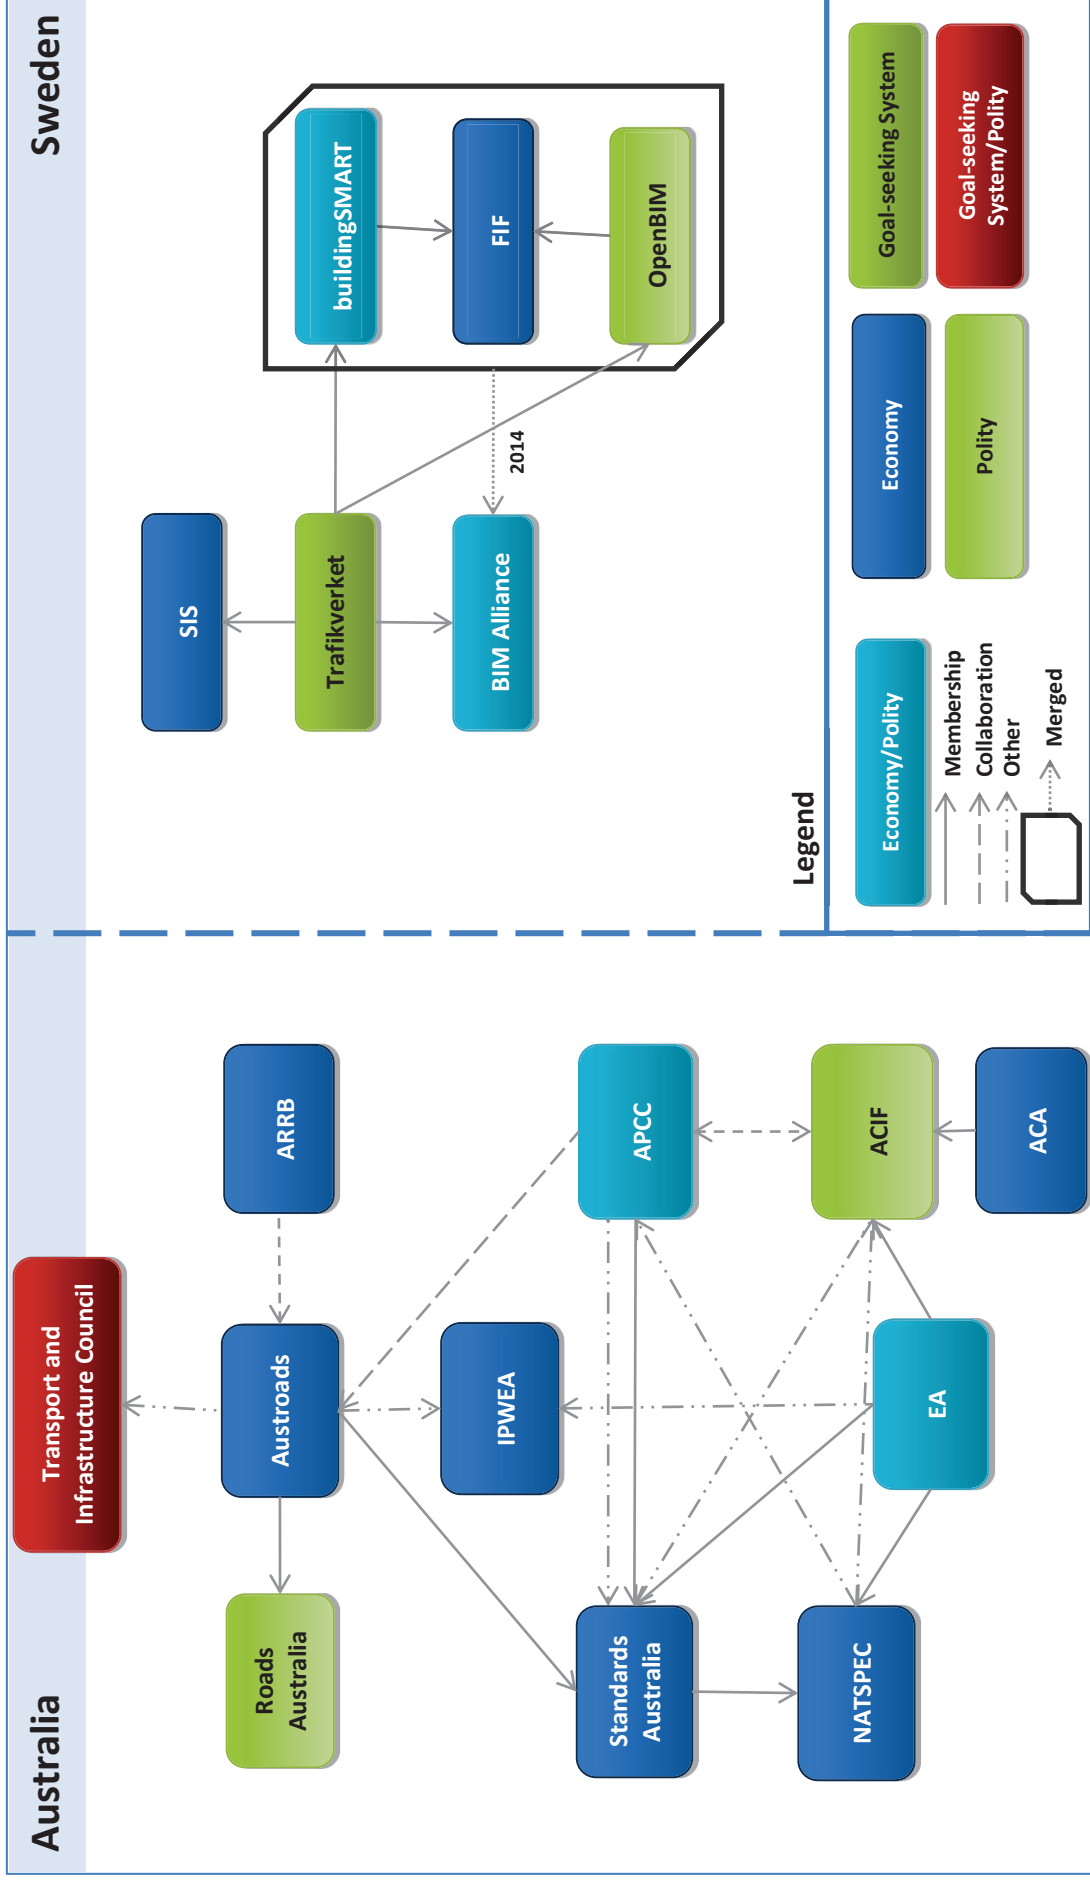 Australia
Sweden
Transport and
Infrastructure Council
Roads
Australia
Austroads
ARRB
IPWEA
Standards
Australia
APCC
NATSPEC
EA
ACIF
ACA
SIS
Trafikverket
BIM Alliance
2014
buildingSMART
FIF
OpenBIM
Legend
Economy/Polity
Economy
Goal-seeking System
Membership
Collaboration
Other
Merged
Polity
Goal-seeking
System/Polity